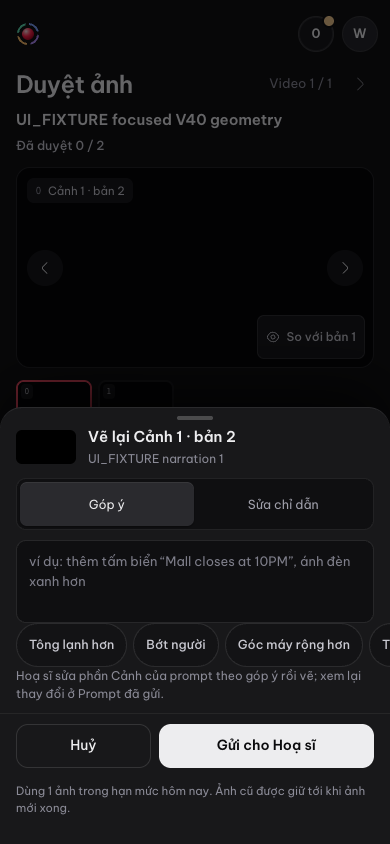 0
W
Duyệt ảnh
Video 1 / 1
UI_FIXTURE focused V40 geometry
Đã duyệt 0 / 2
0 Cảnh 1 · bản 2
So với bản 1
0
1
Vẽ lại Cảnh 1 · bản 2
UI_FIXTURE narration 1
Góp ý
Sửa chỉ dẫn
ví dụ: thêm tấm biển “Mall closes at 10PM”, ánh đèn
xanh hơn
Tông lạnh hơn
Bớt người
Góc máy rộng hơn
T
Hoạ sĩ sửa phần Cảnh của prompt theo góp ý rồi vẽ; xem lại
thay đổi ở Prompt đã gửi.
Huỷ
Gửi cho Hoạ sĩ
Dùng 1 ảnh trong hạn mức hôm nay. Ảnh cũ được giữ tới khi ảnh
mới xong.